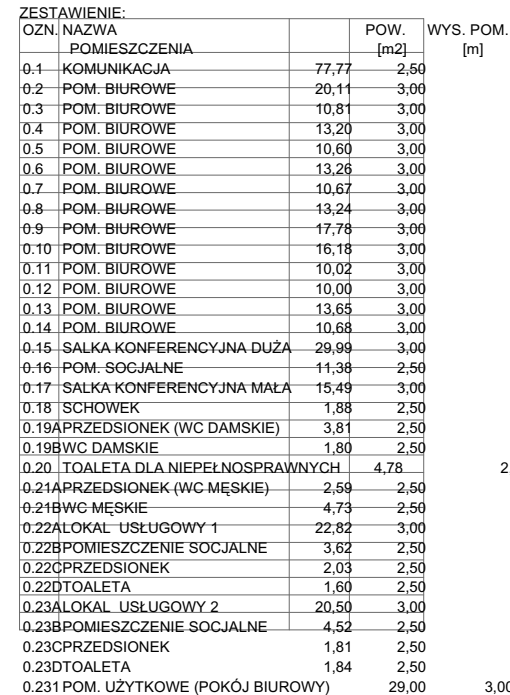 ZESTAWIENIE:
OZN. NAZWA POW. WYS. POM.
POMIESZCZENIA [m2] [m]
0.1 KOMUNIKACJA 77,77 2,50
0.2 POM. BIUROWE 20,11 3,00
0.3 POM. BIUROWE 10,81 3,00
0.4 POM. BIUROWE 13,20 3,00
0.5 POM. BIUROWE 10,60 3,00
0.6 POM. BIUROWE 13,26 3,00
0.7 POM. BIUROWE 10,67 3,00
0.8 POM. BIUROWE 13,24 3,00
0.9 POM. BIUROWE 17,78 3,00
0.10 POM. BIUROWE 16,18 3,00
0.11 POM. BIUROWE 10,02 3,00
0.12 POM. BIUROWE 10,00 3,00
0.13 POM. BIUROWE 13,65 3,00
0.14 POM. BIUROWE 10,68 3,00
0.15 SALKA KONFERENCYJNA DUŻA 29,99 3,00
0.16 POM. SOCJALNE 11,38 2,50
0.17 SALKA KONFERENCYJNA MAŁA 15,49 3,00
0.18 SCHOWEK 1,88 2,50
0.19A PRZEDSIONEK (WC DAMSKIE) 3,81 2,50
0.19B WC DAMSKIE 1,80 2,50
0.20 TOALETA DLA NIEPEŁNOSPRAWNYCH 4,78 2
0.21A PRZEDSIONEK (WC MĘSKIE) 2,59 2,50
0.21B WC MĘSKIE 4,73 2,50
0.22A LOKAL USŁUGOWY 1 22,82 3,00
0.22B POMIESZCZENIE SOCJALNE 3,62 2,50
0.22C PRZEDSIONEK 2,03 2,50
0.22D TOALETA 1,60 2,50
0.23A LOKAL USŁUGOWY 2 20,50 3,00
0.23B POMIESZCZENIE SOCJALNE 4,52 2,50
0.23C PRZEDSIONEK 1,81 2,50
0.23D TOALETA 1,84 2,50
0.231 POM. UŻYTKOWE (POKÓJ BIUROWY) 29,00 3,00